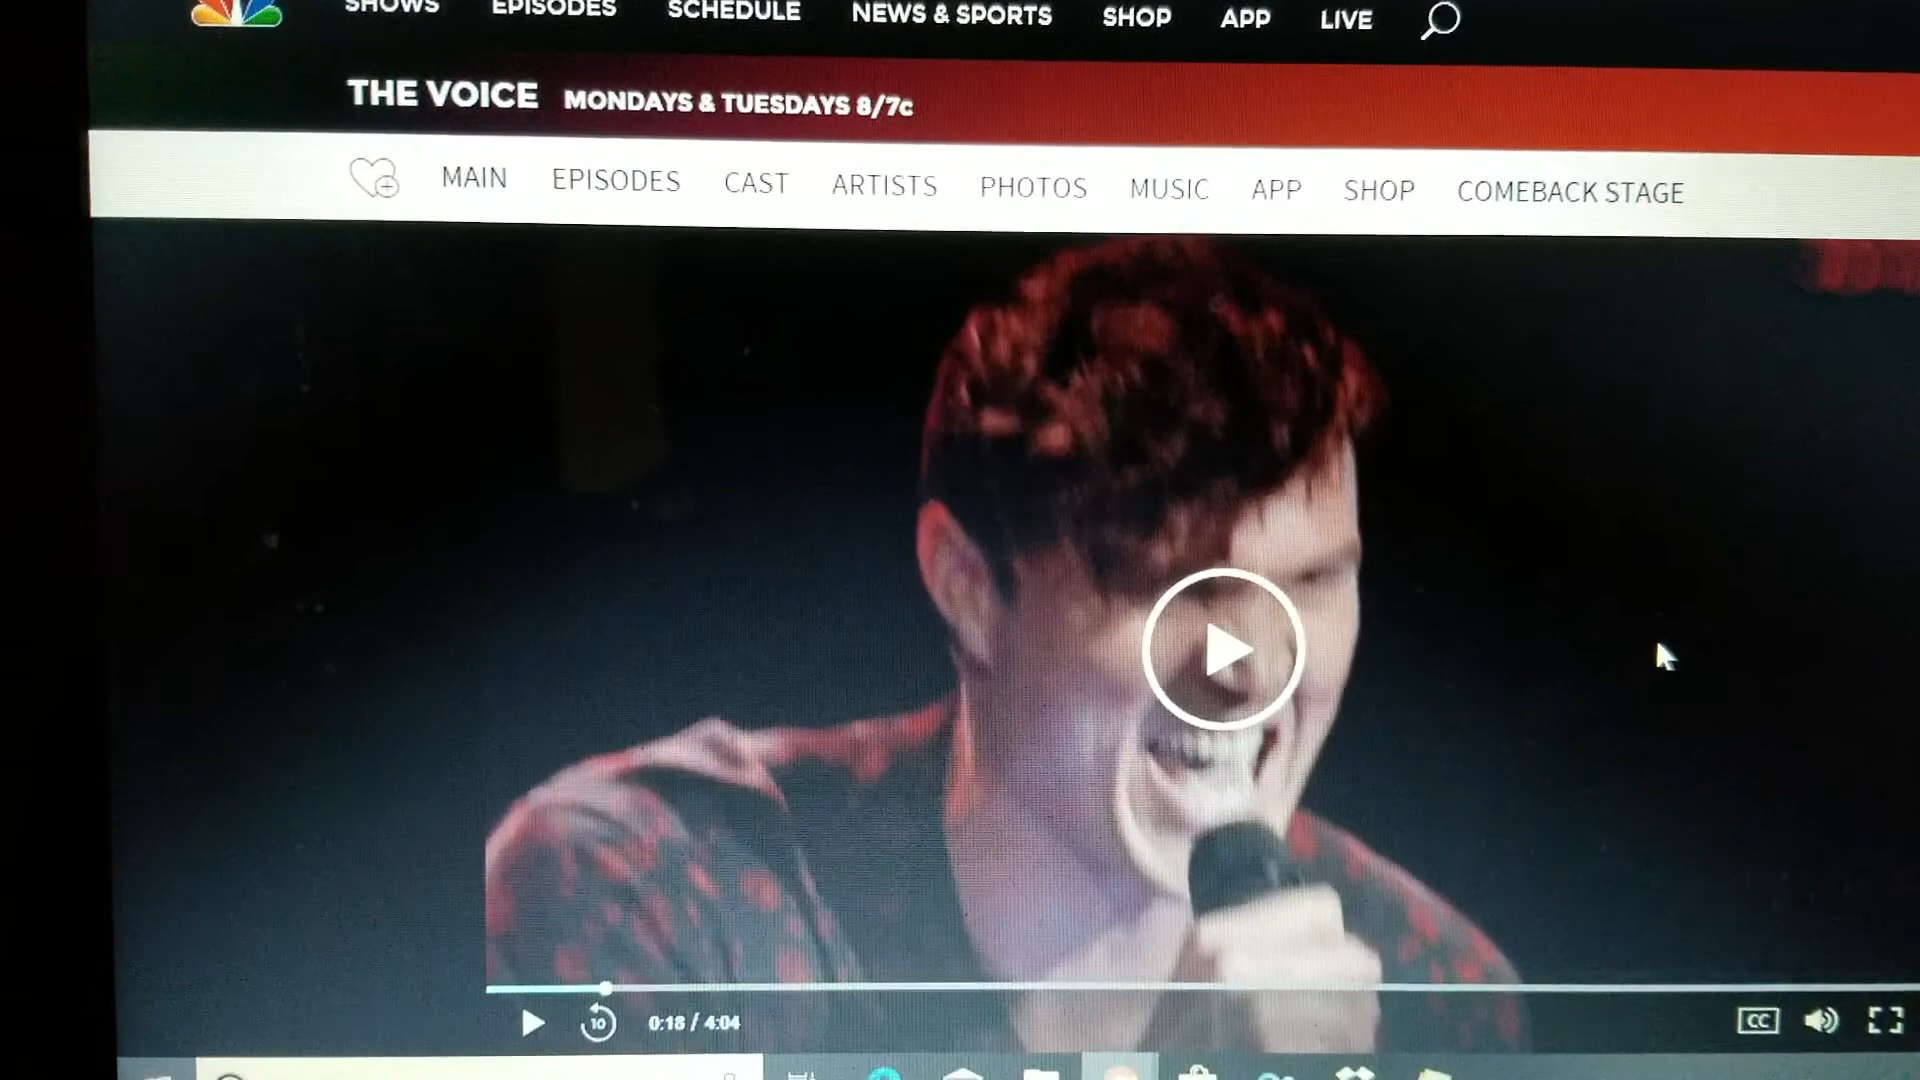 SHOWS EPISODES SCHEDULE NEWS & SPORTS SHOP APP LIVE
THE VOICE MONDAYS & TUESDAYS 8/7c
MAIN EPISODES CAST ARTISTS PHOTOS MUSIC APP SHOP COMEBACK STAGE
10 0:18 / 4:04 CC